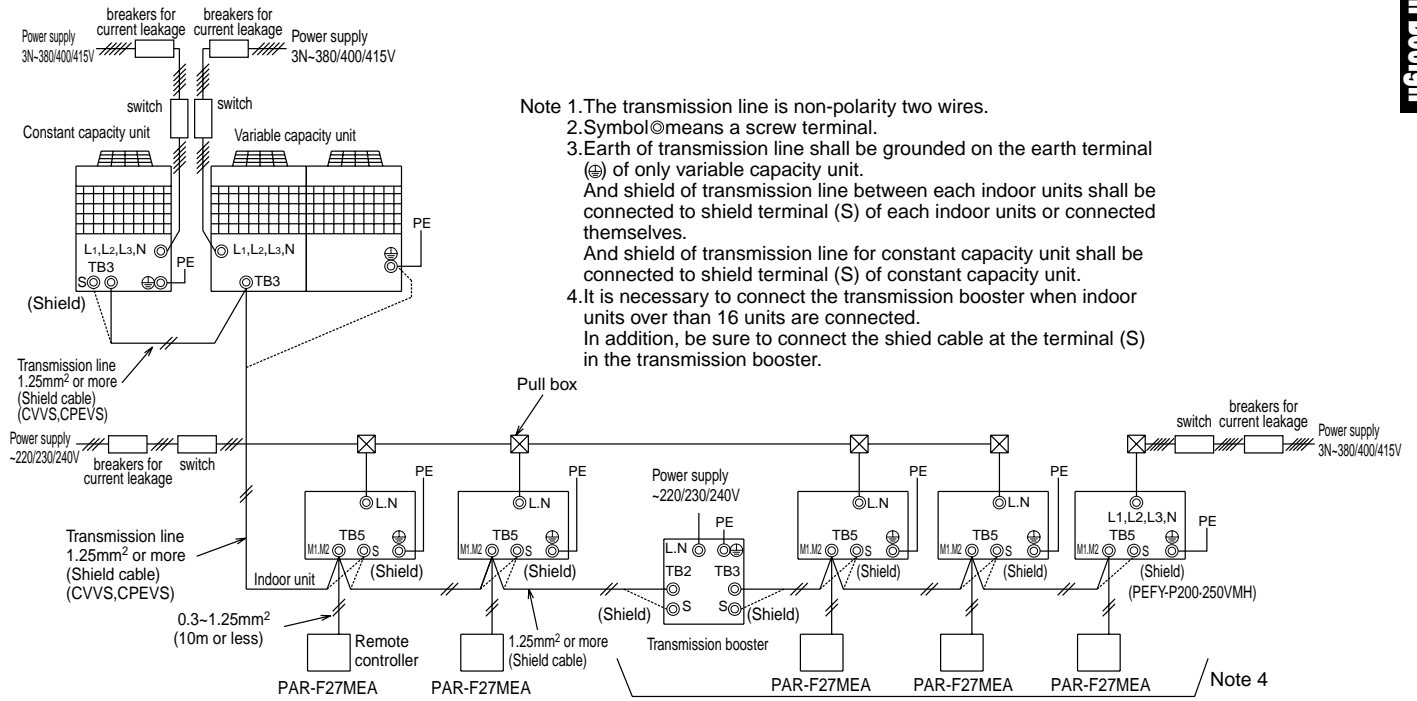 breakers for
current leakage
breakers for
current leakage
Power supply
3N~380/400/415V
Power supply
3N~380/400/415V
switch
switch
Constant capacity unit
Variable capacity unit
L1,L2,L3,N
L1,L2,L3,N
PE
PE
TB3
TB3
S
(Shield)
Transmission line
1.25mm² or more
(Shield cable)
(CVVS,CPEVS)
Note 1.The transmission line is non-polarity two wires.
2.Symbol◎means a screw terminal.
3.Earth of transmission line shall be grounded on the earth terminal
(⏚) of only variable capacity unit.
And shield of transmission line between each indoor units shall be
connected to shield terminal (S) of each indoor units or connected
themselves.
And shield of transmission line for constant capacity unit shall be
connected to shield terminal (S) of constant capacity unit.
4.It is necessary to connect the transmission booster when indoor
units over than 16 units are connected.
In addition, be sure to connect the shied cable at the terminal (S)
in the transmission booster.
Pull box
Power supply
~220/230/240V
breakers for
current leakage
switch
switch
breakers for
current leakage
Power supply
3N~380/400/415V
PE
PE
Power supply
~220/230/240V
PE
PE
PE
PE
L.N
L.N
L.N
L.N
L.N
L1,L2,L3,N
TB5
TB5
TB2
TB3
TB5
TB5
TB5
M1.M2
S
M1.M2
S
S
S
M1.M2
S
M1.M2
S
M1.M2
S
(Shield)
(Shield)
(Shield)
(Shield)
(Shield)
(Shield)
(Shield)
(PEFY-P200·250VMH)
Transmission line
1.25mm² or more
(Shield cable)
(CVVS,CPEVS)
Indoor unit
0.3~1.25mm²
(10m or less)
Remote
controller
1.25mm² or more
(Shield cable)
Transmission booster
PAR-F27MEA
PAR-F27MEA
PAR-F27MEA
PAR-F27MEA
PAR-F27MEA
Note 4